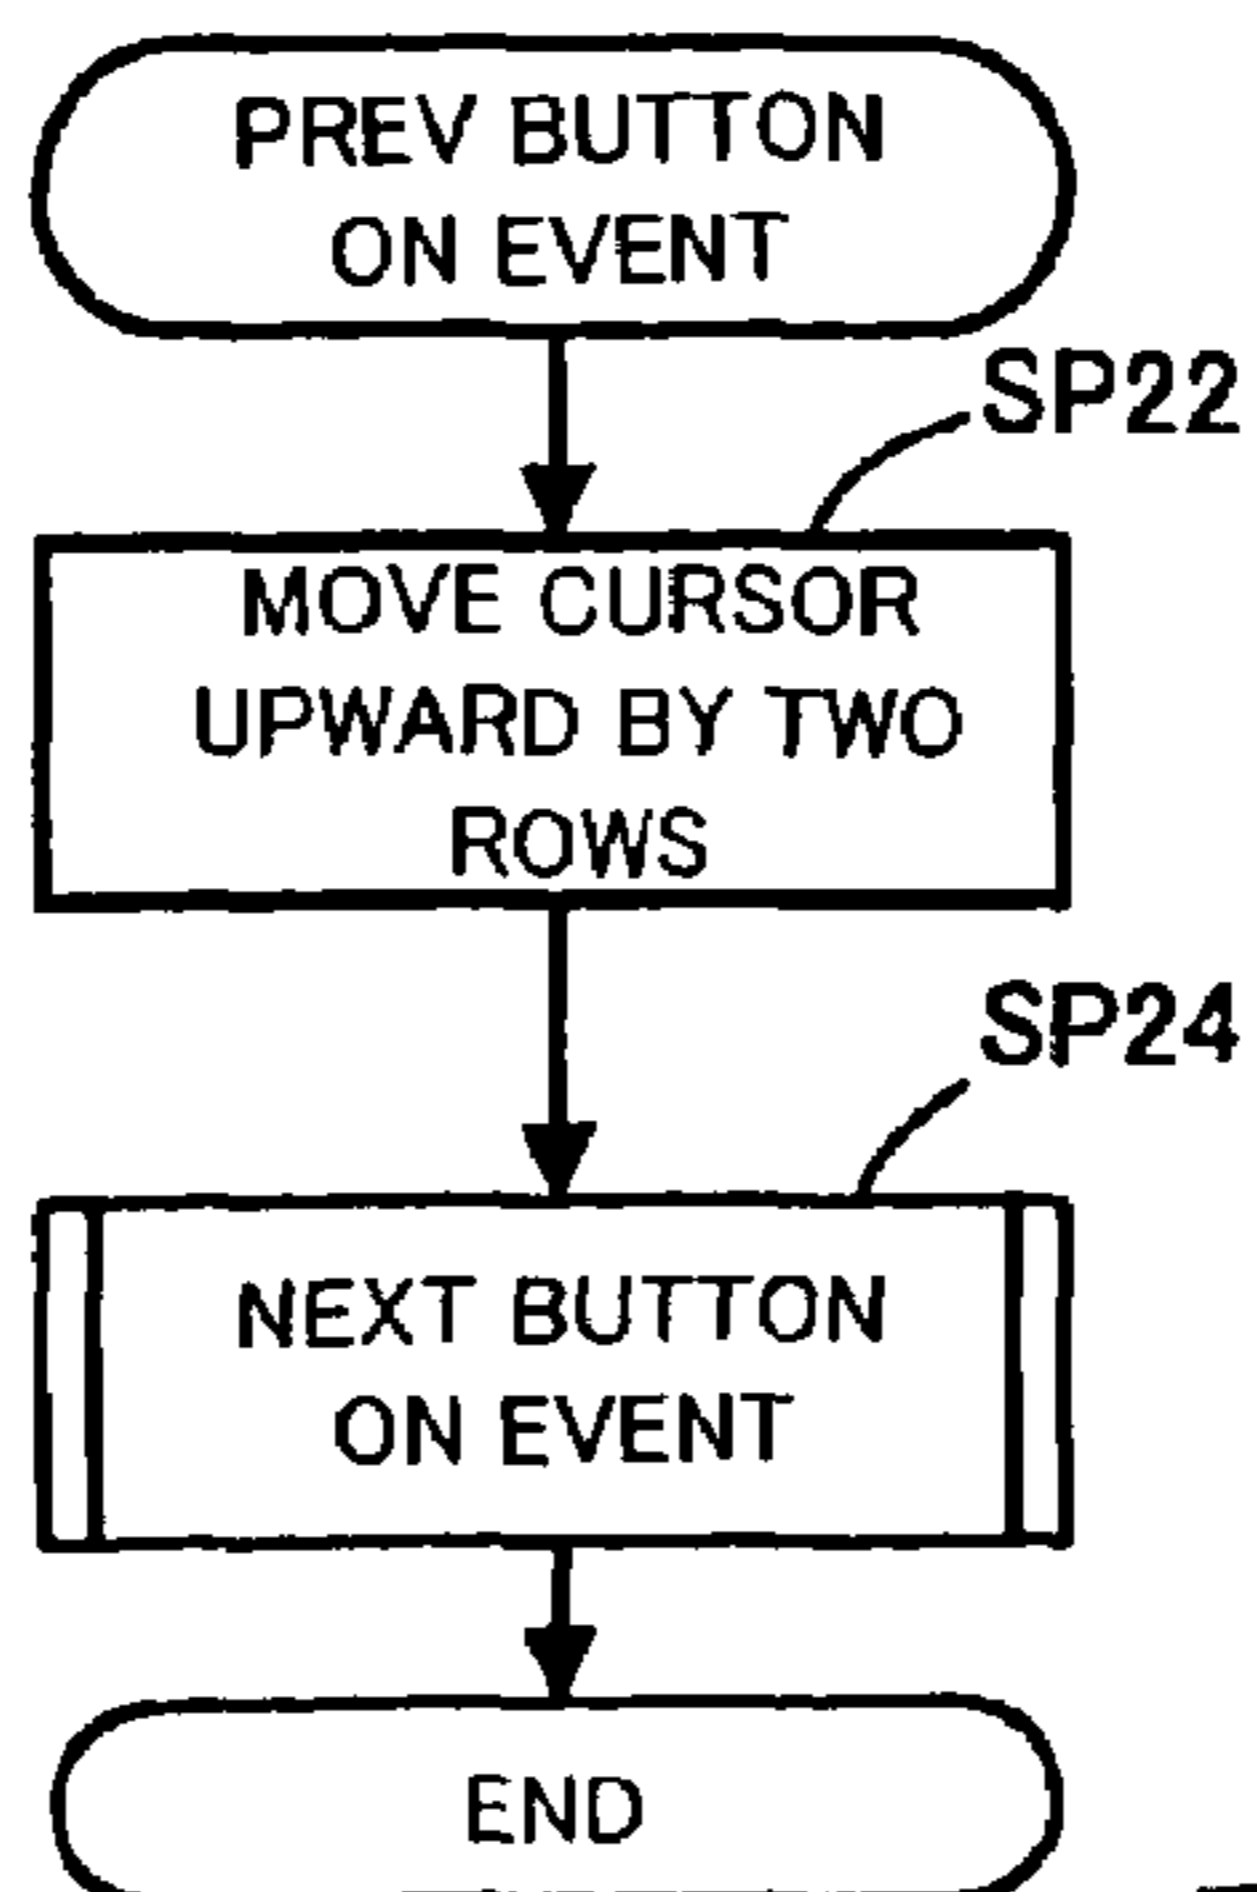 PREV BUTTON
ON EVENT
SP22
MOVE CURSOR
UPWARD BY TWO
ROWS
SP24
NEXT BUTTON
ON EVENT
END